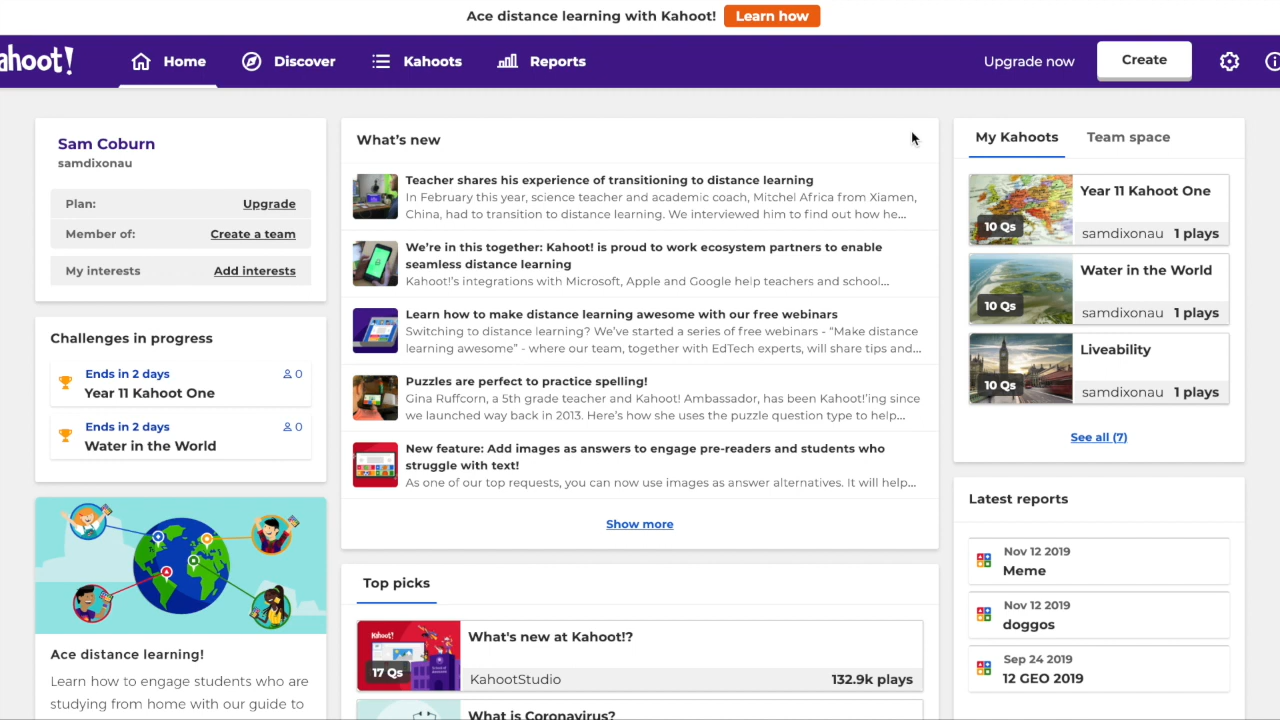 Ace distance learning with Kahoot! Learn how
ahoot! Home Discover Kahoots Reports Upgrade now Create
Sam Coburn
samdixonau
Plan: Upgrade
Member of: Create a team
My interests Add interests
Challenges in progress
Ends in 2 days 0
Year 11 Kahoot One
Ends in 2 days 0
Water in the World
Ace distance learning!
Learn how to engage students who are
studying from home with our guide to
What's new
Teacher shares his experience of transitioning to distance learning
In February this year, science teacher and academic coach, Mitchel Africa from Xiamen,
China, had to transition to distance learning. We interviewed him to find out how he...
We're in this together: Kahoot! is proud to work ecosystem partners to enable
seamless distance learning
Kahoot!'s integrations with Microsoft, Apple and Google help teachers and school...
Learn how to make distance learning awesome with our free webinars
Switching to distance learning? We've started a series of free webinars - "Make distance
learning awesome" - where our team, together with EdTech experts, will share tips and...
Puzzles are perfect to practice spelling!
Gina Ruffcorn, a 5th grade teacher and Kahoot! Ambassador, has been Kahoot!'ing since
we launched way back in 2013. Here's how she uses the puzzle question type to help...
New feature: Add images as answers to engage pre-readers and students who
struggle with text!
As one of our top requests, you can now use images as answer alternatives. It will help...
Show more
Top picks
Kahoot!
17 Qs
What's new at Kahoot!?
KahootStudio 132.9k plays
What is Coronavirus?
My Kahoots Team space
Year 11 Kahoot One
10 Qs
samdixonau 1 plays
Water in the World
10 Qs
samdixonau 1 plays
Liveability
10 Qs
samdixonau 1 plays
See all (7)
Latest reports
Nov 12 2019
Meme
Nov 12 2019
doggos
Sep 24 2019
12 GEO 2019